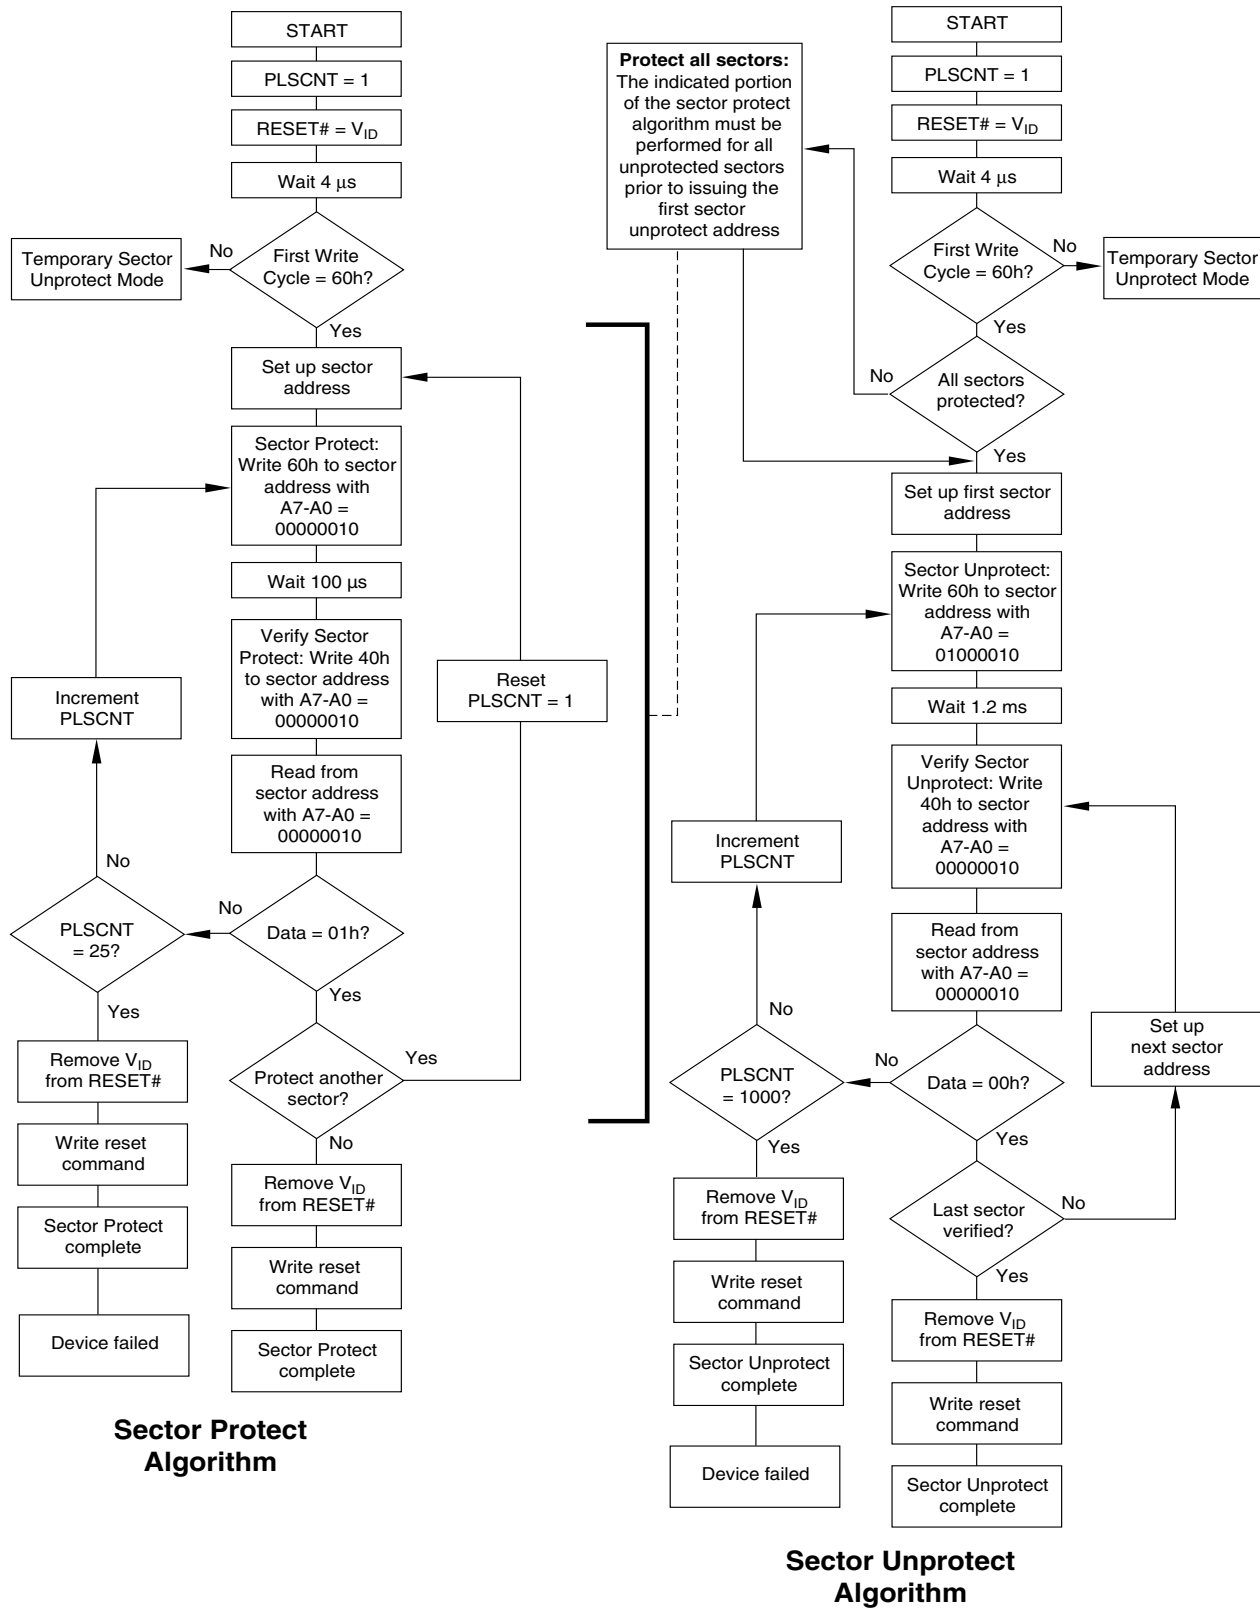 START
PLSCNT = 1
RESET# = VID
Wait 4 μs
First Write
Cycle = 60h?
No
Temporary Sector
Unprotect Mode
Yes
Set up sector
address
Sector Protect:
Write 60h to sector
address with
A7-A0 =
00000010
Wait 100 μs
Verify Sector
Protect: Write 40h
to sector address
with A7-A0 =
00000010
Reset
PLSCNT = 1
Increment
PLSCNT
Read from
sector address
with A7-A0 =
00000010
No
No
Data = 01h?
PLSCNT
= 25?
Yes
Yes
Protect another
sector?
Yes
No
Remove VID
from RESET#
Write reset
command
Sector Protect
complete
Device failed
Remove VID
from RESET#
Write reset
command
Sector Protect
complete
Sector Protect
Algorithm
Protect all sectors:
The indicated portion
of the sector protect
algorithm must be
performed for all
unprotected sectors
prior to issuing the
first sector
unprotect address
START
PLSCNT = 1
RESET# = VID
Wait 4 μs
First Write
Cycle = 60h?
No
Temporary Sector
Unprotect Mode
Yes
No
All sectors
protected?
Yes
Set up first sector
address
Sector Unprotect:
Write 60h to sector
address with
A7-A0 =
01000010
Wait 1.2 ms
Verify Sector
Unprotect: Write
40h to sector
address with
A7-A0 =
00000010
Increment
PLSCNT
Read from
sector address
with A7-A0 =
00000010
No
No
Data = 00h?
PLSCNT
= 1000?
Set up
next sector
address
Yes
Yes
Last sector
verified?
No
Yes
Remove VID
from RESET#
Write reset
command
Sector Unprotect
complete
Device failed
Remove VID
from RESET#
Write reset
command
Sector Unprotect
complete
Sector Unprotect
Algorithm